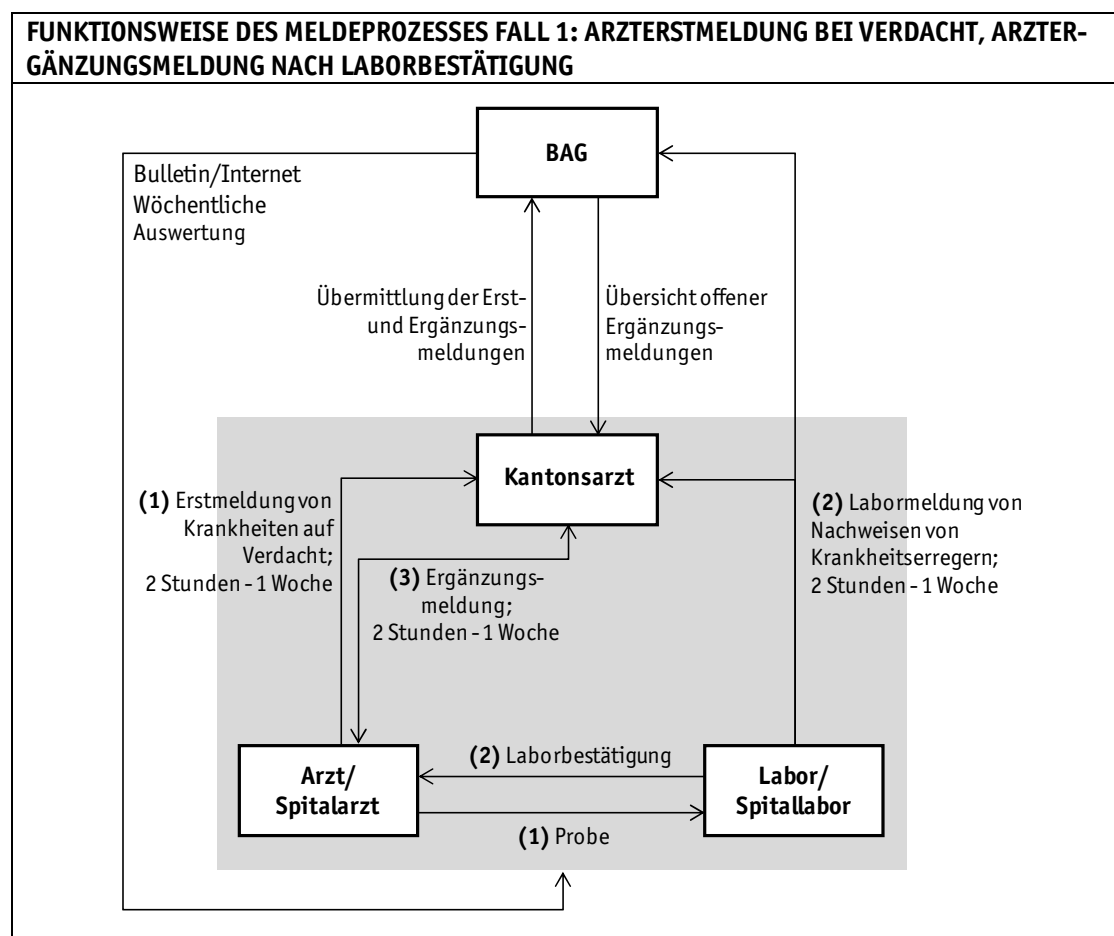 FUNKTIONSWEISE DES MELDEPROZESSES FALL 1: ARZTERSTMELDUNG BEI VERDACHT, ARZTER-
GÄNZUNGSMELDUNG NACH LABORBESTÄTIGUNG
BAG
Bulletin/Internet
Wöchentliche
Auswertung
Übermittlung der Erst-
und Ergänzungs-
meldungen
Übersicht offener
Ergänzungs-
meldungen
Kantonsarzt
(1) Erstmeldung von
Krankheiten auf
Verdacht;
2 Stunden - 1 Woche
(2) Labormeldung von
Nachweisen von
Krankheitserregern;
2 Stunden - 1 Woche
(3) Ergänzungs-
meldung;
2 Stunden - 1 Woche
Arzt/
Spitalarzt
(2) Laborbestätigung
(1) Probe
Labor/
Spitallabor